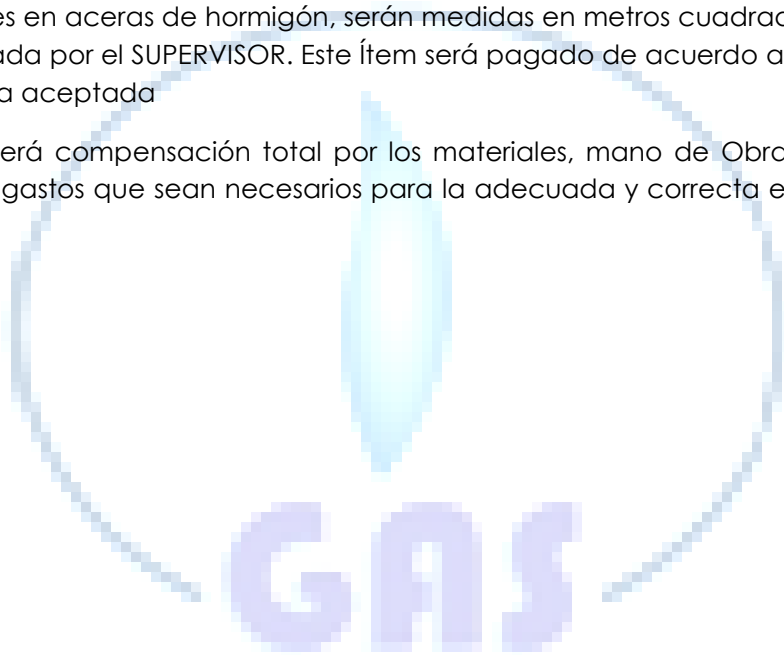 es en aceras de hormigón, serán medidas en metros cuadrad
ada por el SUPERVISOR. Este Ítem será pagado de acuerdo a
a aceptada
erá compensación total por los materiales, mano de Obra
gastos que sean necesarios para la adecuada y correcta e
GAS